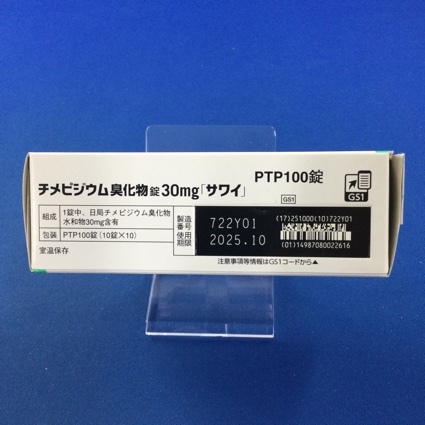 チメピジウム臭化物錠30mg「サワイ」
PTP100錠
GS1
GS1
組成
1錠中、日局チメピジウム臭化物
水和物30mg含有
包装
PTP100錠(10錠×10)
室温保存
製造
番号
722Y01
使用
期限
2025.10
(17)251000(10)722Y01
(01)14987080022616
注意事項等情報はGS1コードから▲